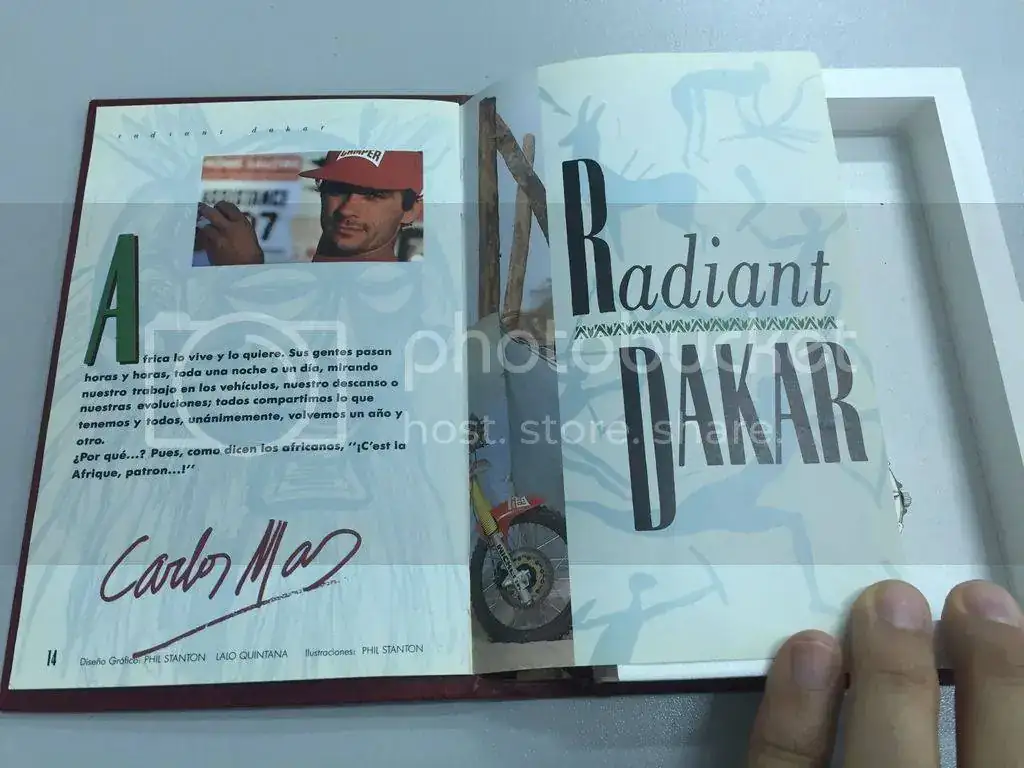 radiant dakar
CAMPER
Africa lo vive y lo quiere. Sus gentes pasan
horas y horas, toda una noche o un día, mirando
nuestro trabajo en los vehículos, nuestro descanso o
nuestras evoluciones; todos compartimos lo que
tenemos y todos, unánimemente, volvemos un año y
otro.
¿Por qué...? Pues, como dicen los africanos, "¡C'est la
Afrique, patron...!"
Carlos Mas
14 Diseño Gráfico: PHIL STANTON LALO QUINTANA Ilustraciones: PHIL STANTON
Radiant
DAKAR
photobucket
host. store. share.